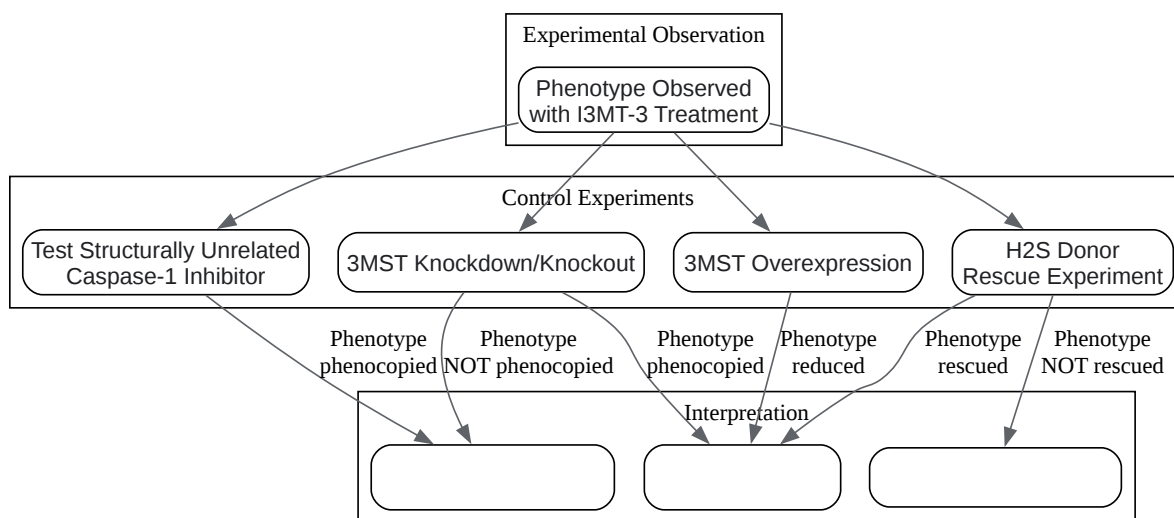 Experimental Observation
Phenotype Observed
with I3MT-3 Treatment
Control Experiments
Test Structurally Unrelated
Caspase-1 Inhibitor
3MST Knockdown/Knockout
3MST Overexpression
H2S Donor
Rescue Experiment
Phenotype
phenocopied
Phenotype
NOT phenocopied
Phenotype
phenocopied
Phenotype
reduced
Phenotype
rescued
Phenotype
NOT rescued
Interpretation